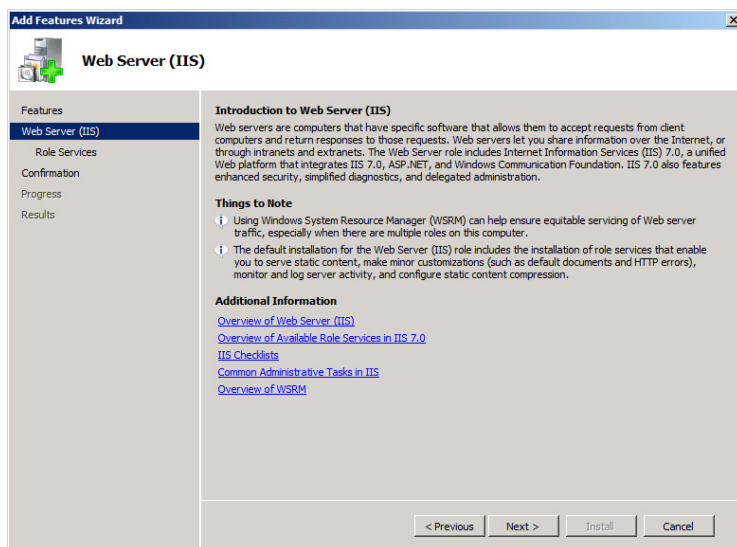 Add Features Wizard
Web Server (IIS)
Features
Web Server (IIS)
Role Services
Confirmation
Progress
Results
Introduction to Web Server (IIS)
Web servers are computers that have specific software that allows them to accept requests from client
computers and return responses to those requests. Web servers let you share information over the Internet, or
through intranets and extranets. The Web Server role includes Internet Information Services (IIS) 7.0, a unified
Web platform that integrates IIS 7.0, ASP.NET, and Windows Communication Foundation. IIS 7.0 also features
enhanced security, simplified diagnostics, and delegated administration.
Things to Note
Using Windows System Resource Manager (WSRM) can help ensure equitable servicing of Web server
traffic, especially when there are multiple roles on this computer.
The default installation for the Web Server (IIS) role includes the installation of role services that enable
you to serve static content, make minor customizations (such as default documents and HTTP errors),
monitor and log server activity, and configure static content compression.
Additional Information
Overview of Web Server (IIS)
Overview of Available Role Services in IIS 7.0
IIS Checklists
Common Administrative Tasks in IIS
Overview of WSRM
< Previous
Next >
Install
Cancel